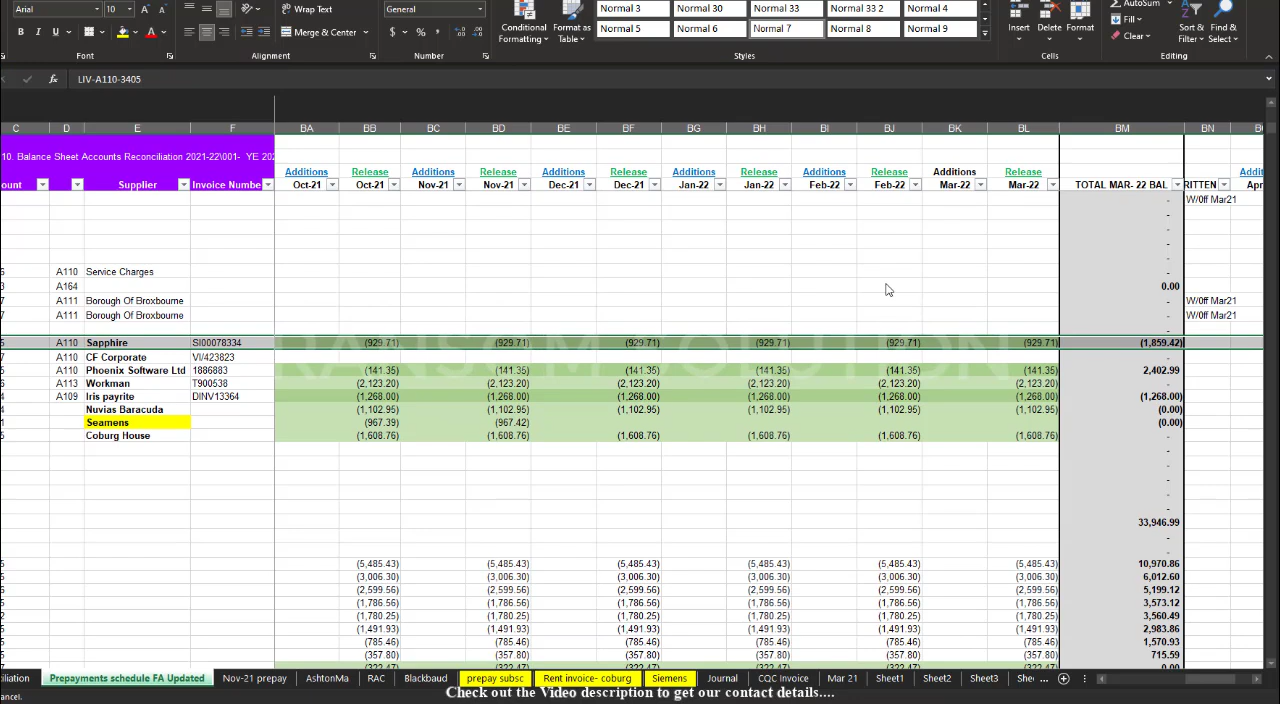 Arial 10 Wrap Text General Normal 3 Normal 30 Normal 33 Normal 33 2 Normal 4 AutoSum
B I U Merge & Center $ % Conditional Formatting Format as Table Normal 5 Normal 6 Normal 7 Normal 8 Normal 9 Insert Delete Format Fill Clear Sort & Filter Find & Select
Font Alignment Number Styles Cells Editing
fx LIV-A110-3405
C D E F BA BB BC BD BE BF BG BH BI BJ BK BL BM BN
10. Balance Sheet Accounts Reconciliation 2021-22\001- YE 202
Additions Release Additions Release Additions Release Additions Release Additions Release Additions Release
ount Supplier Invoice Numbe Oct-21 Oct-21 Nov-21 Nov-21 Dec-21 Dec-21 Jan-22 Jan-22 Feb-22 Feb-22 Mar-22 Mar-22 TOTAL MAR- 22 BAL RITTEN
- W/0ff Mar21
-
-
-
-
A110 Service Charges -
A164 0.00
A111 Borough Of Broxbourne - W/0ff Mar21
A111 Borough Of Broxbourne - W/0ff Mar21
-
A110 Sapphire SI00078334 (929.71) (929.71) (929.71) (929.71) (929.71) (929.71) (1,859.42)
RANSOM SOLUTION
A110 CF Corporate VI/423823 -
A110 Phoenix Software Ltd 1886883 (141.35) (141.35) (141.35) (141.35) (141.35) (141.35) 2,402.99
A113 Workman T900538 (2,123.20) (2,123.20) (2,123.20) (2,123.20) (2,123.20) (2,123.20) -
A109 Iris payrite DINV13364 (1,268.00) (1,268.00) (1,268.00) (1,268.00) (1,268.00) (1,268.00) (1,268.00)
Nuvias Baracuda (1,102.95) (1,102.95) (1,102.95) (1,102.95) (1,102.95) (1,102.95) (0.00)
Seamens (967.39) (967.42) (0.00)
Coburg House (1,608.76) (1,608.76) (1,608.76) (1,608.76) (1,608.76) (1,608.76) -
-
-
-
-
-
33,946.99
-
-
(5,485.43) (5,485.43) (5,485.43) (5,485.43) (5,485.43) (5,485.43) 10,970.86
(3,006.30) (3,006.30) (3,006.30) (3,006.30) (3,006.30) (3,006.30) 6,012.60
(2,599.56) (2,599.56) (2,599.56) (2,599.56) (2,599.56) (2,599.56) 5,199.12
(1,786.56) (1,786.56) (1,786.56) (1,786.56) (1,786.56) (1,786.56) 3,573.12
(1,780.25) (1,780.25) (1,780.25) (1,780.25) (1,780.25) (1,780.25) 3,560.49
(1,491.93) (1,491.93) (1,491.93) (1,491.93) (1,491.93) (1,491.93) 2,983.86
(785.46) (785.46) (785.46) (785.46) (785.46) (785.46) 1,570.93
(357.80) (357.80) (357.80) (357.80) (357.80) (357.80) 715.59
(322.47) (322.47) (322.47) (322.47) (322.47) (322.47) 0.00
iliation Prepayments schedule FA Updated Nov-21 prepay AshtonMa RAC Blackbaud prepay subsc Rent invoice- coburg Siemens Journal CQC Invoice Mar 21 Sheet1 Sheet2 Sheet3 She ...
Check out the Video description to get our contact details....
ancel.